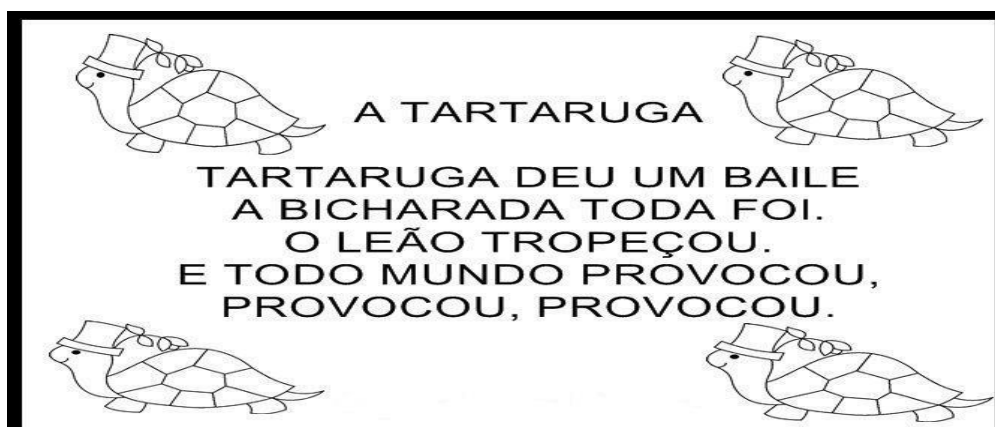 A TARTARUGA
TARTARUGA DEU UM BAILE
A BICHARADA TODA FOI.
O LEÃO TROPEÇOU.
E TODO MUNDO PROVOCOU,
PROVOCOU, PROVOCOU.